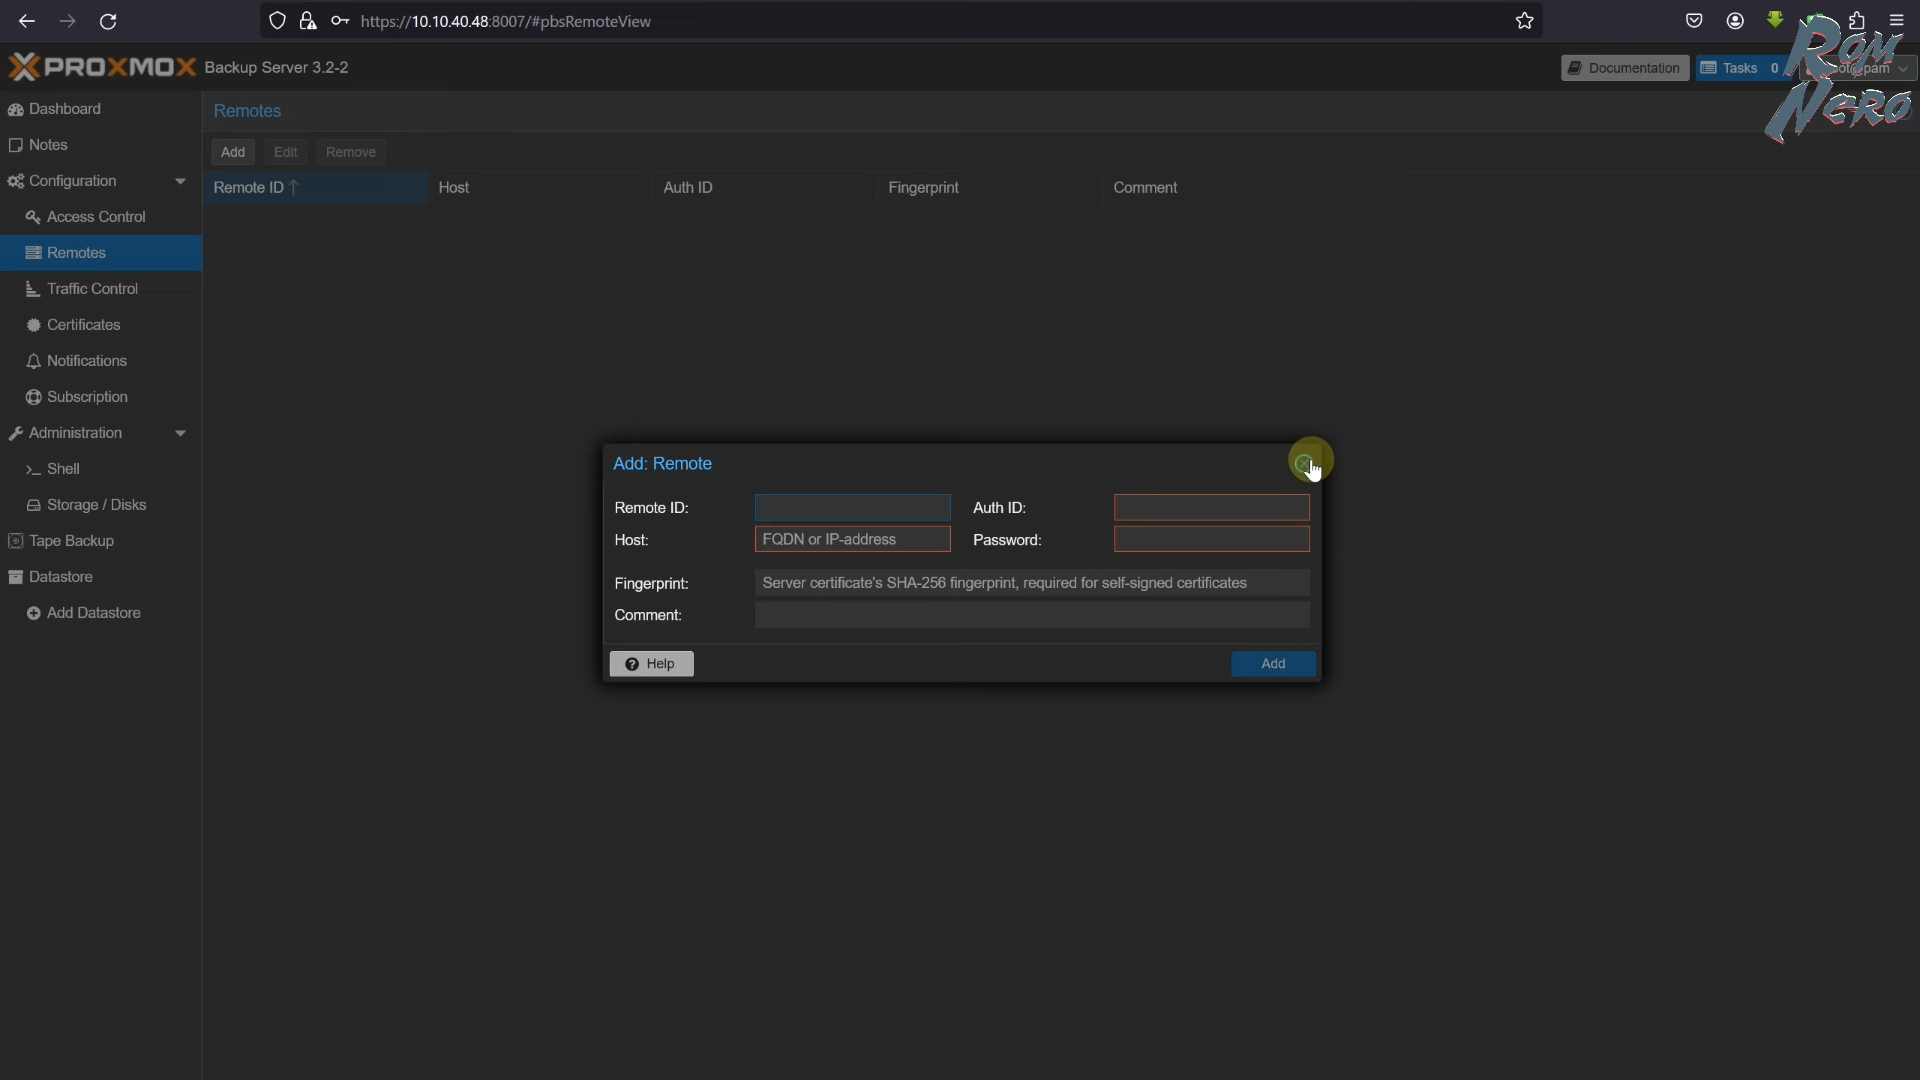 https://10.10.40.48:8007/#pbsRemoteView
PROXMOX Backup Server 3.2-2
Documentation
Tasks 0
Rom
Nero
Dashboard
Notes
Configuration
Access Control
Remotes
Traffic Control
Certificates
Notifications
Subscription
Administration
Shell
Storage / Disks
Tape Backup
Datastore
Add Datastore
Remotes
Add Edit Remove
Remote ID Host Auth ID Fingerprint Comment
Add: Remote
Remote ID: Auth ID:
Host: FQDN or IP-address Password:
Fingerprint: Server certificate's SHA-256 fingerprint, required for self-signed certificates
Comment:
Help Add